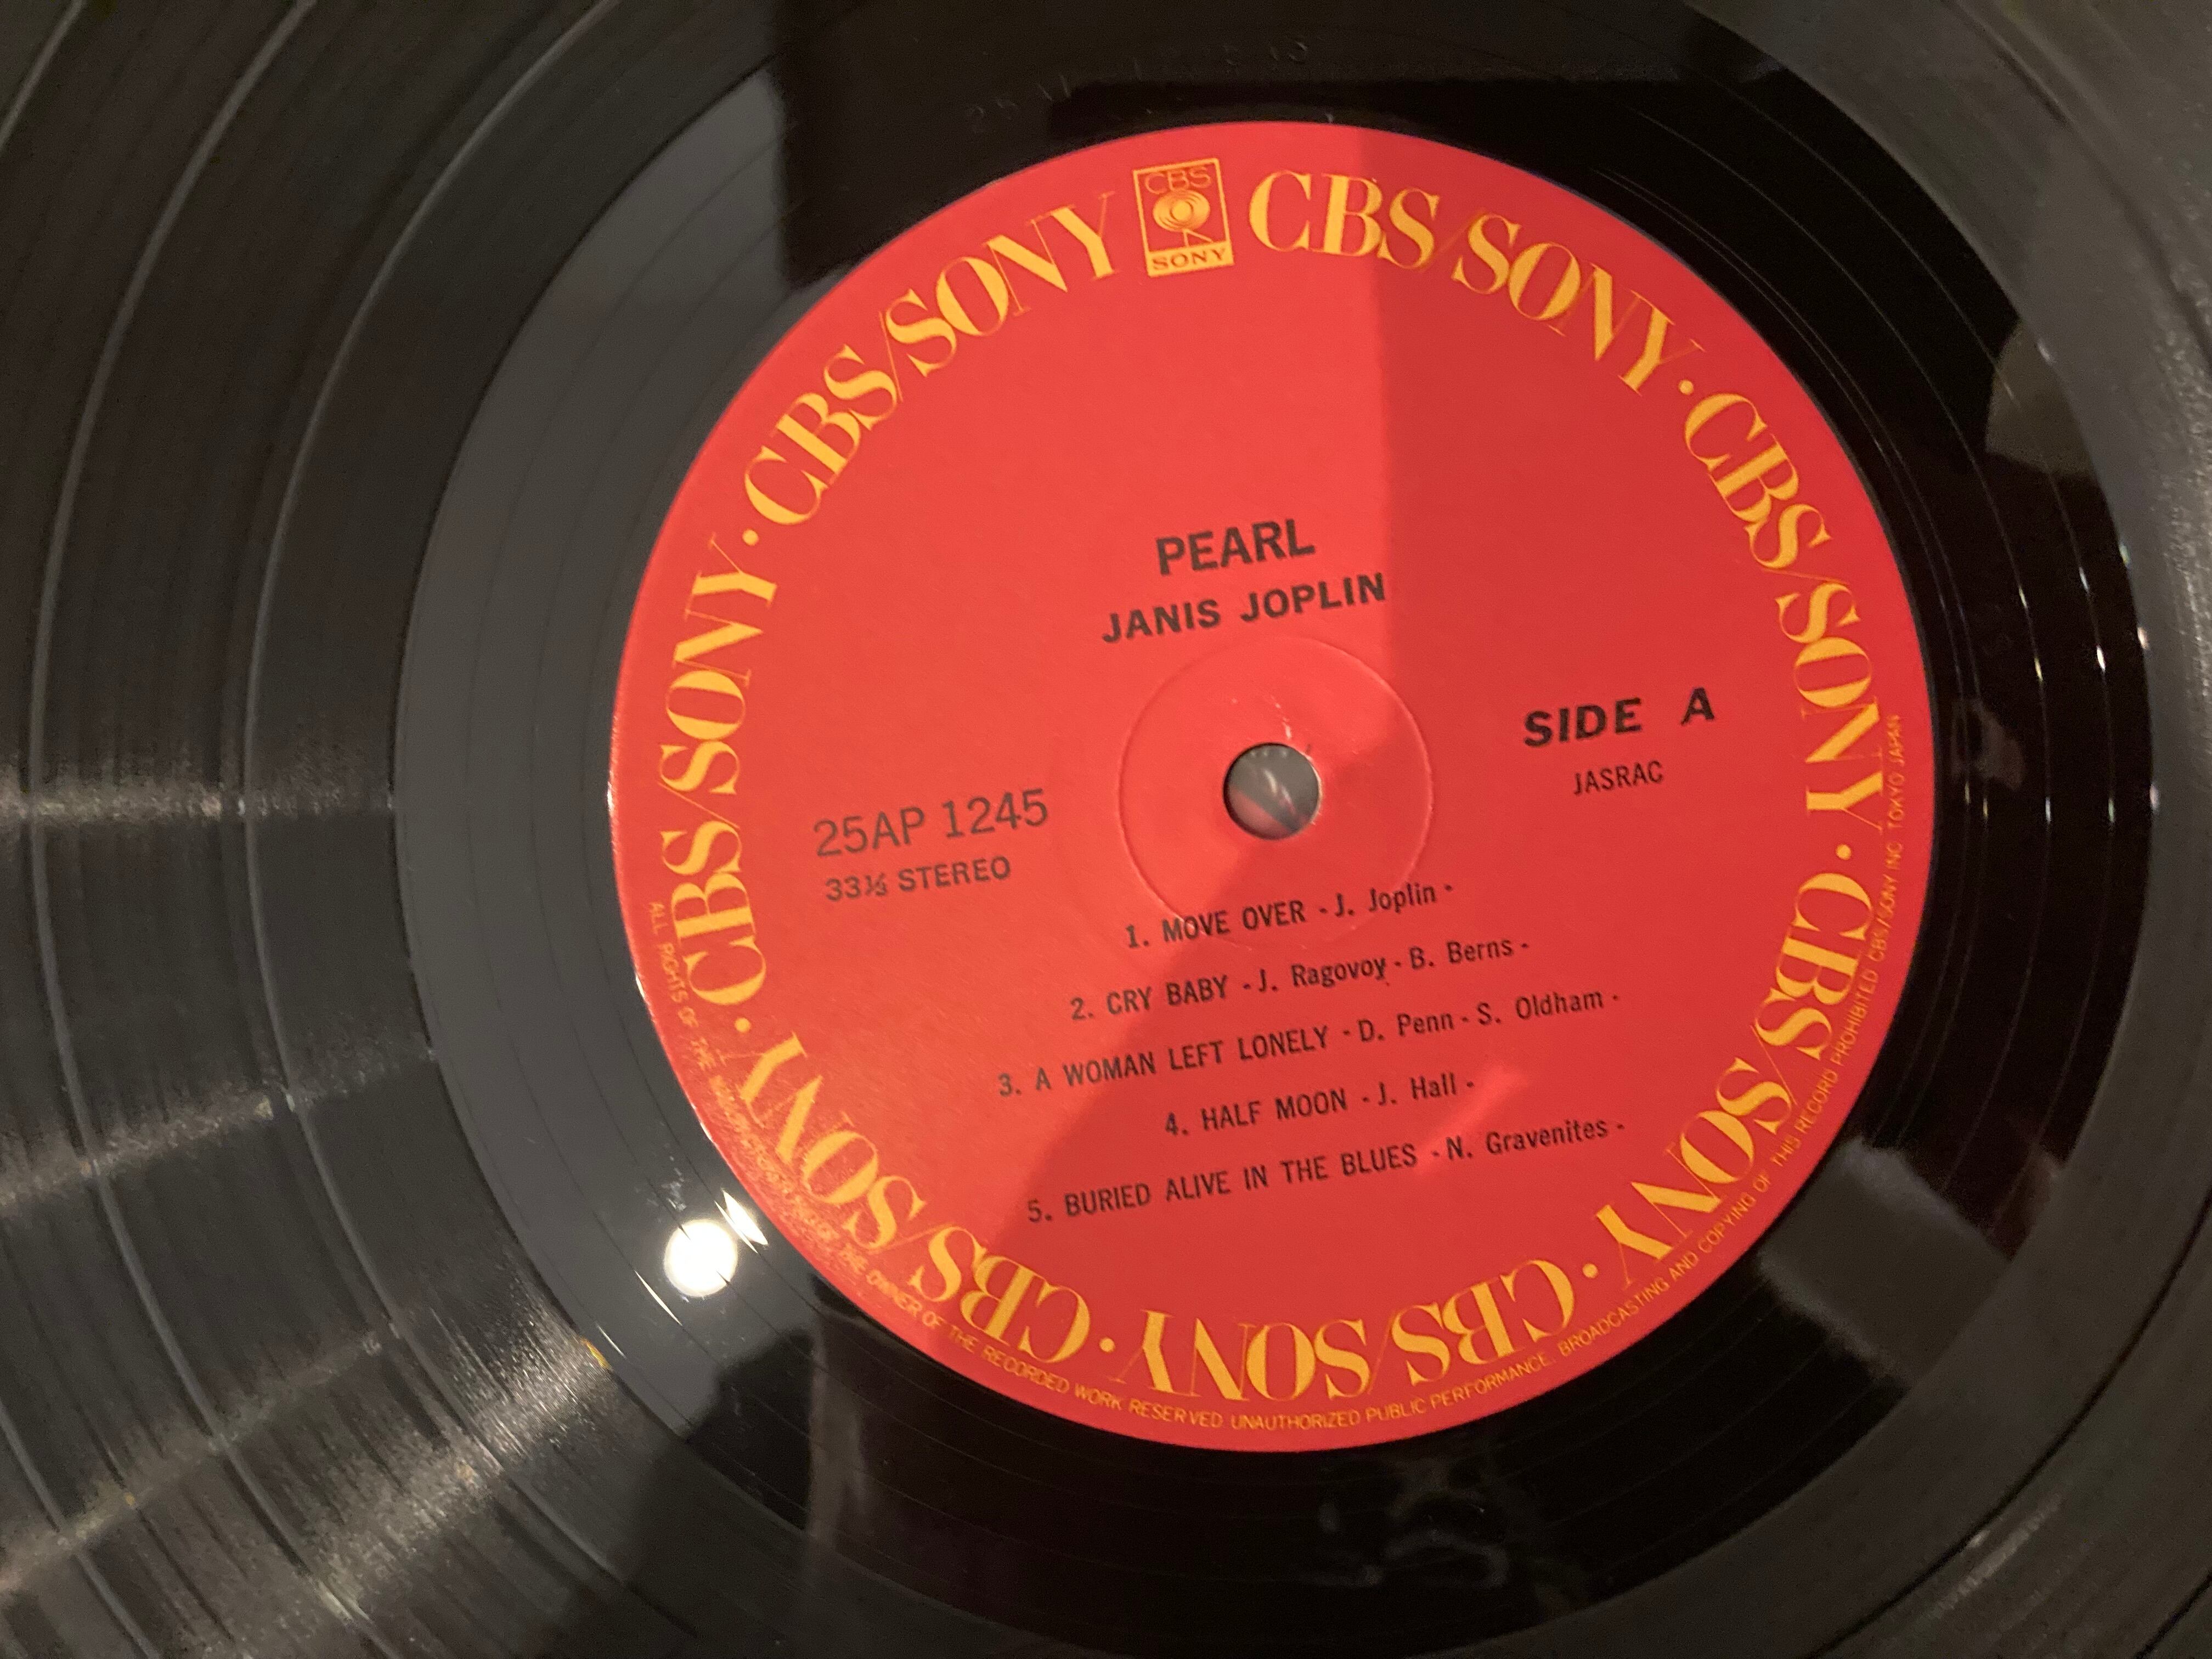 CBS
SONY
CBS/SONY · CBS/SONY · CBS/SONY · CBS/SONY · CBS/SONY · CBS/SONY · CBS/SONY
PEARL
JANIS JOPLIN
SIDE A
JASRAC
25AP 1245
33⅓ STEREO
1. MOVE OVER - J. Joplin -
2. CRY BABY - J. Ragovoy - B. Berns -
3. A WOMAN LEFT LONELY - D. Penn - S. Oldham -
4. HALF MOON - J. Hall -
5. BURIED ALIVE IN THE BLUES - N. Gravenites -
ALL RIGHTS OF THE OWNER OF THE RECORDED WORK RESERVED UNAUTHORIZED PUBLIC PERFORMANCE. BROADCASTING AND COPYING OF THIS RECORD PROHIBITED CBS/SONY INC. TOKYO JAPAN